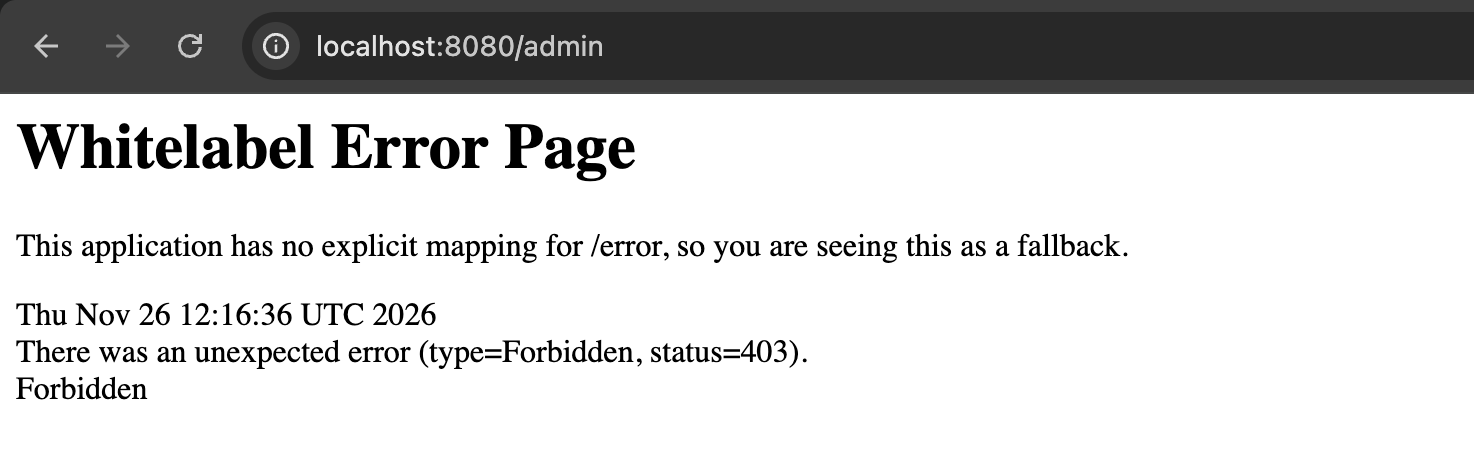 localhost:8080/admin
Whitelabel Error Page
This application has no explicit mapping for /error, so you are seeing this as a fallback.
Thu Nov 26 12:16:36 UTC 2026
There was an unexpected error (type=Forbidden, status=403).
Forbidden